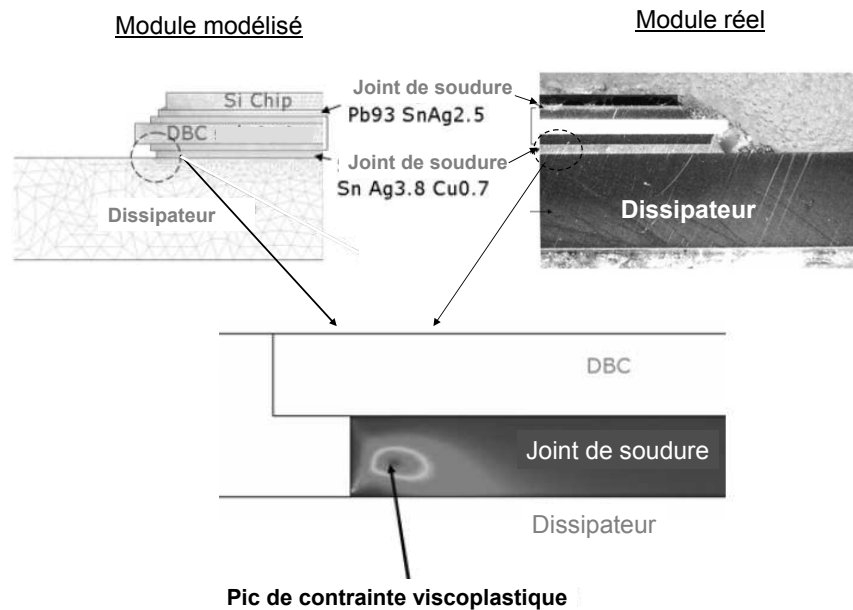 Module modélisé
Module réel
Si Chip
Joint de soudure
Pb93 SnAg2.5
DBC
Joint de soudure
Sn Ag3.8 Cu0.7
Dissipateur
Dissipateur
DBC
Joint de soudure
Dissipateur
Pic de contrainte viscoplastique